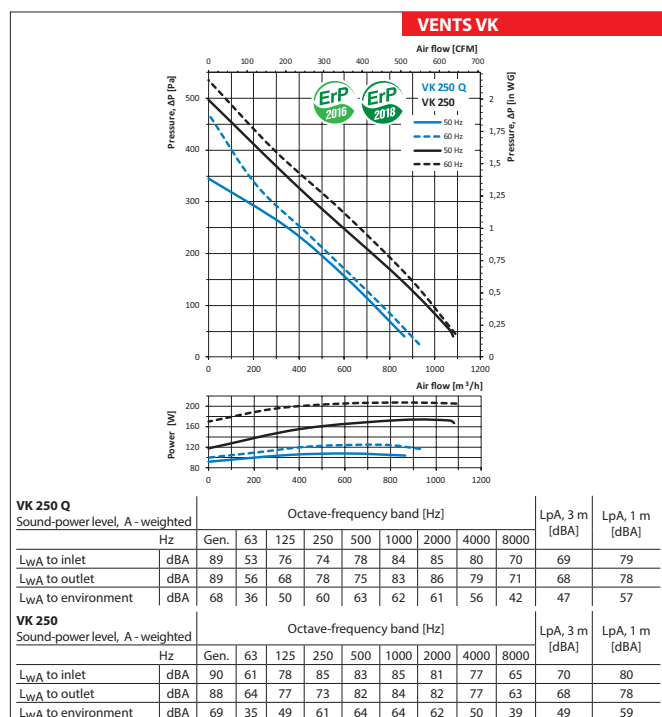 VENTS VK
Air flow [CFM]
0 100 200 300 400 500 600 700
Pressure, ΔP [Pa]
500
400
300
200
100
0
ErP
2016
ErP
2018
VK 250 Q
VK 250
50 Hz
60 Hz
50 Hz
60 Hz
Pressure, ΔP [in WG]
2
1,75
1,5
1,25
1
0,75
0,5
0,25
0
0 200 400 600 800 1000 1200
Air flow [m³/h]
Power [W]
200
160
120
80
0 200 400 600 800 1000 1200
VK 250 Q
Sound-power level, A - weighted
Octave-frequency band [Hz]
LpA, 3 m
[dBA]
LpA, 1 m
[dBA]
Hz Gen. 63 125 250 500 1000 2000 4000 8000
LwA to inlet dBA 89 53 76 74 78 84 85 80 70 69 79
LwA to outlet dBA 89 56 68 78 75 83 86 79 71 68 78
LwA to environment dBA 68 36 50 60 63 62 61 56 42 47 57
VK 250
Sound-power level, A - weighted
Octave-frequency band [Hz]
LpA, 3 m
[dBA]
LpA, 1 m
[dBA]
Hz Gen. 63 125 250 500 1000 2000 4000 8000
LwA to inlet dBA 90 61 78 85 83 85 81 77 65 70 80
LwA to outlet dBA 88 64 77 73 82 84 82 77 63 68 78
LwA to environment dBA 69 35 49 61 64 64 62 50 39 49 59